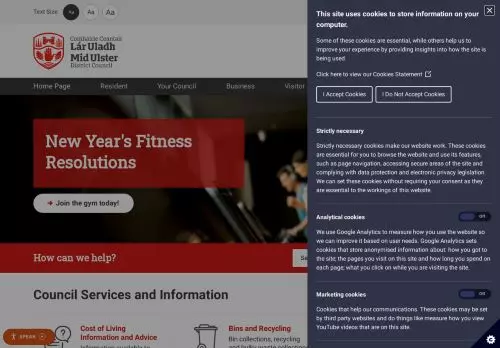 Text Size Aa Aa Aa
Comhairle Ceantair
Lár Uladh
Mid Ulster
District Council
Home Page Resident Your Council Business Visitor
New Year's Fitness
Resolutions
→ Join the gym today!
How can we help?
Se
Council Services and Information
Cost of Living
Information and Advice
Bins and Recycling
Bin collections, recycling
SPEAK
This site uses cookies to store information on your
computer.
Some of these cookies are essential, while others help us to
improve your experience by providing insights into how the site is
being used.
Click here to view our Cookies Statement
I Accept Cookies I Do Not Accept Cookies
Strictly necessary
Strictly necessary cookies make our website work. These cookies
are essential for you to browse the website and use its features,
such as page navigation, accessing secure areas of the site and
complying with data protection and electronic privacy legislation.
We can set these cookies without requiring your consent as they
are essential to the workings of this website.
Analytical cookies Off
We use Google Analytics to measure how you use the website so
we can improve it based on user needs. Google Analytics sets
cookies that store anonymised information about: how you got to
the site; the pages you visit on this site and how long you spend on
each page; what you click on while you are visiting the site.
Marketing cookies Off
Cookies that help our communications. These cookies may be set
by third party websites and do things like measure how you view
YouTube videos that are on this site.